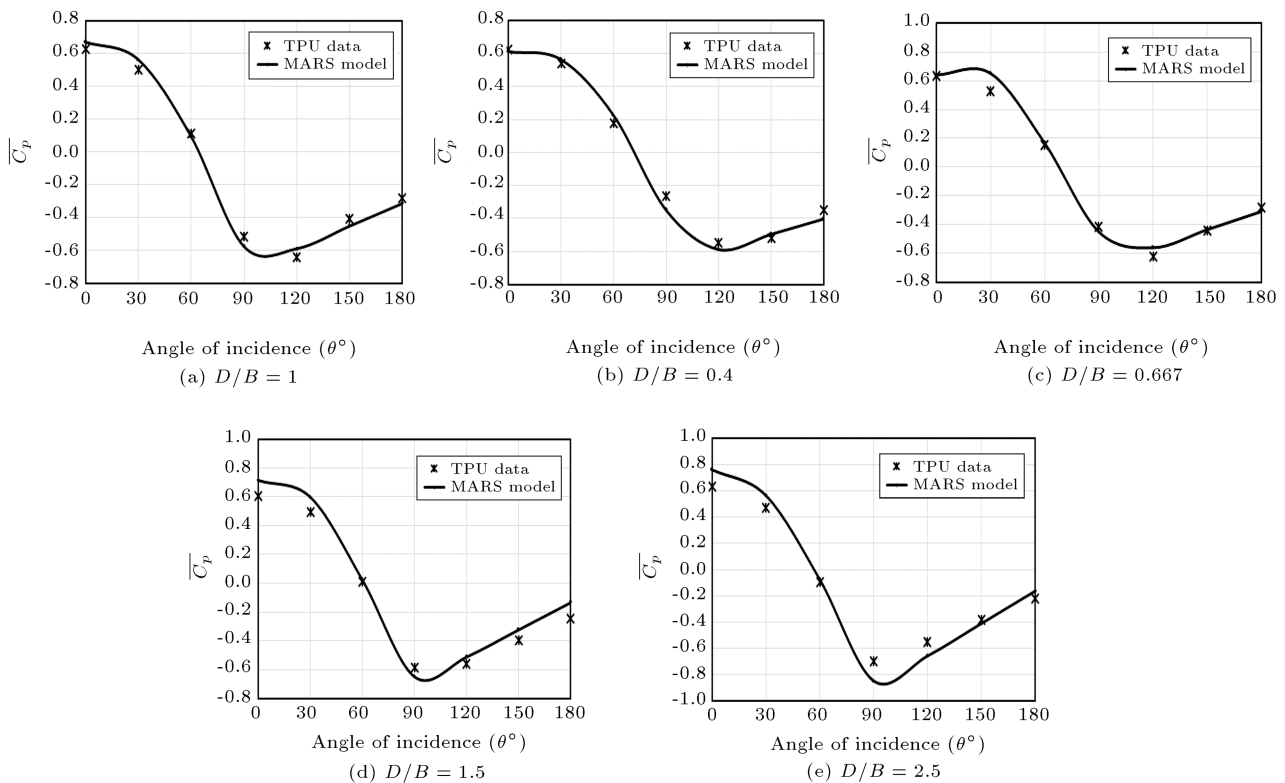 0.8
0.6
0.4
0.2
0.0
-0.2
-0.4
-0.6
-0.8
C̅p̅
TPU data
MARS model
0 30 60 90 120 150 180
Angle of incidence (θ°)
(a) D/B = 1
0.8
0.6
0.4
0.2
0.0
-0.2
-0.4
-0.6
-0.8
C̅p̅
TPU data
MARS model
0 30 60 90 120 150 180
Angle of incidence (θ°)
(b) D/B = 0.4
1.0
0.8
0.6
0.4
0.2
0.0
-0.2
-0.4
-0.6
-0.8
C̅p̅
TPU data
MARS model
0 30 60 90 120 150 180
Angle of incidence (θ°)
(c) D/B = 0.667
1.0
0.8
0.6
0.4
0.2
0.0
-0.2
-0.4
-0.6
-0.8
C̅p̅
TPU data
MARS model
0 30 60 90 120 150 180
Angle of incidence (θ°)
(d) D/B = 1.5
1.0
0.8
0.6
0.4
0.2
0.0
-0.2
-0.4
-0.6
-0.8
-1.0
C̅p̅
TPU data
MARS model
0 30 60 90 120 150 180
Angle of incidence (θ°)
(e) D/B = 2.5